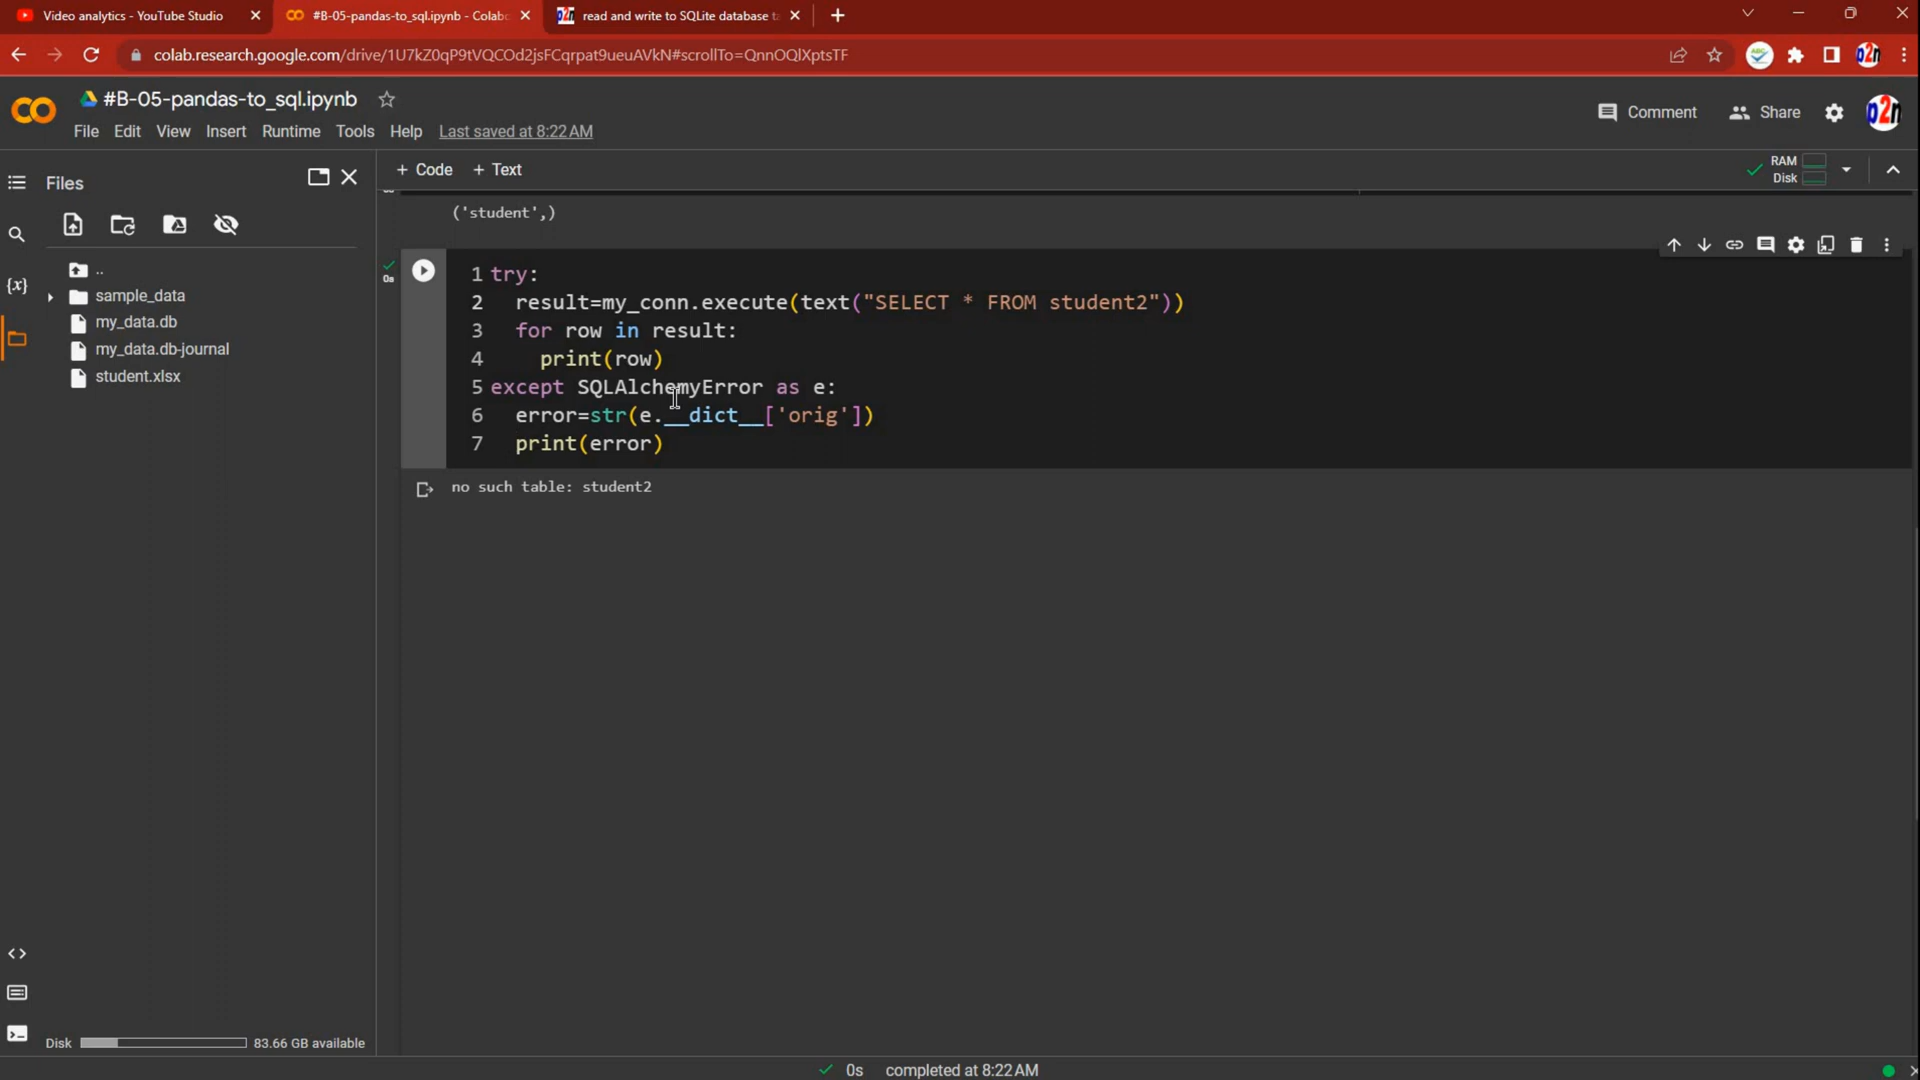 Video analytics - YouTube Studio
#B-05-pandas-to_sql.ipynb - Colab
read and write to SQLite database ta
colab.research.google.com/drive/1U7kZ0qP9tVQCOd2jsFCqrpat9ueuAVkN#scrollTo=QnnOQlXptsTF
ABC
o2n
#B-05-pandas-to_sql.ipynb
File Edit View Insert Runtime Tools Help Last saved at 8:22 AM
Comment
Share
Files
+ Code + Text
RAM
Disk
..
sample_data
my_data.db
my_data.db-journal
student.xlsx
{x}
('student',)
0s
1 try:
2 result=my_conn.execute(text("SELECT * FROM student2"))
3 for row in result:
4 print(row)
5 except SQLAlchemyError as e:
6 error=str(e.__dict__['orig'])
7 print(error)
no such table: student2
Disk 83.66 GB available
0s completed at 8:22 AM